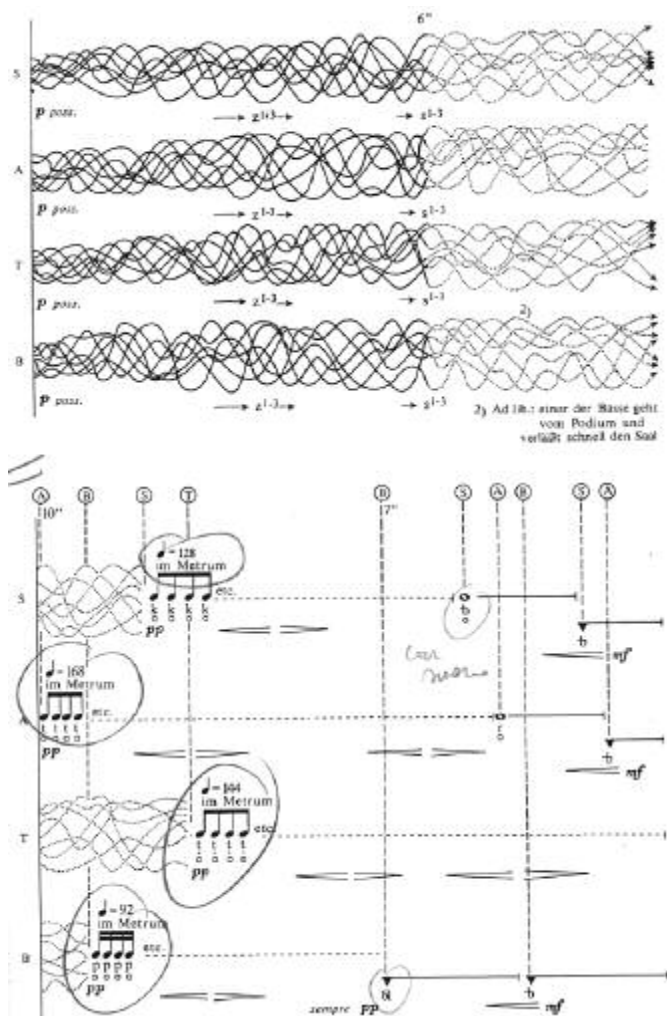 6"
S
p poss.
→ z1-3 → → s1-3
A
p poss.
→ z1-3 → → s1-3
T
p poss.
→ z1-3 → → s1-3
2)
B
p poss.
→ z1-3 → → s1-3
2) Ad lib.: einer der Bässe geht
vom Podium und
verläßt schnell den Saal
A B S T B S A B S A
10" 7"
♩=128
im Metrum
S
k k k k etc.
o o o o
pp
b
o
b
mf
♩=168
im Metrum
A
t t t t etc.
o o o o
pp
r
o
b
mf
♩=144
im Metrum
T
t t t t etc.
o o o o
pp
♩=92
im Metrum
B
p p p p etc.
o o o o
pp
sempre pp
b
mf